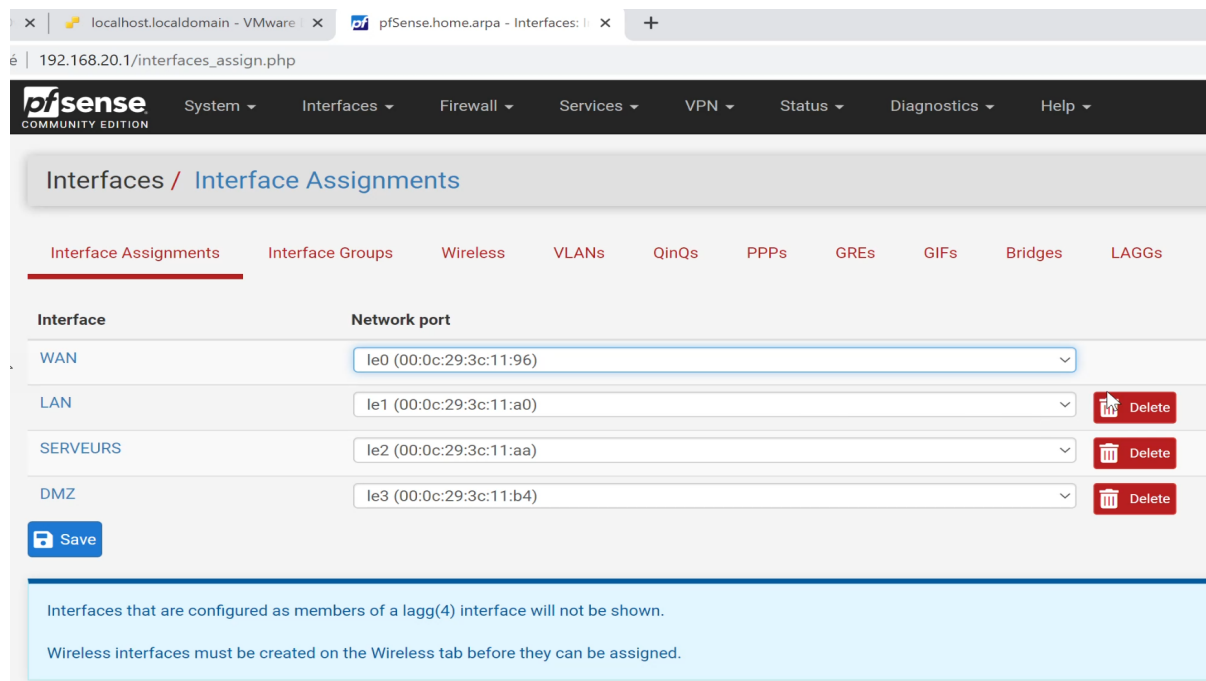 localhost.localdomain - VMware
pfSense.home.arpa - Interfaces: I
é 192.168.20.1/interfaces_assign.php
pfsense
COMMUNITY EDITION
System Interfaces Firewall Services VPN Status Diagnostics Help
Interfaces / Interface Assignments
Interface Assignments Interface Groups Wireless VLANs QinQs PPPs GREs GIFs Bridges LAGGs
Interface Network port
WAN le0 (00:0c:29:3c:11:96)
LAN le1 (00:0c:29:3c:11:a0) Delete
SERVEURS le2 (00:0c:29:3c:11:aa) Delete
DMZ le3 (00:0c:29:3c:11:b4) Delete
Save
Interfaces that are configured as members of a lagg(4) interface will not be shown.
Wireless interfaces must be created on the Wireless tab before they can be assigned.